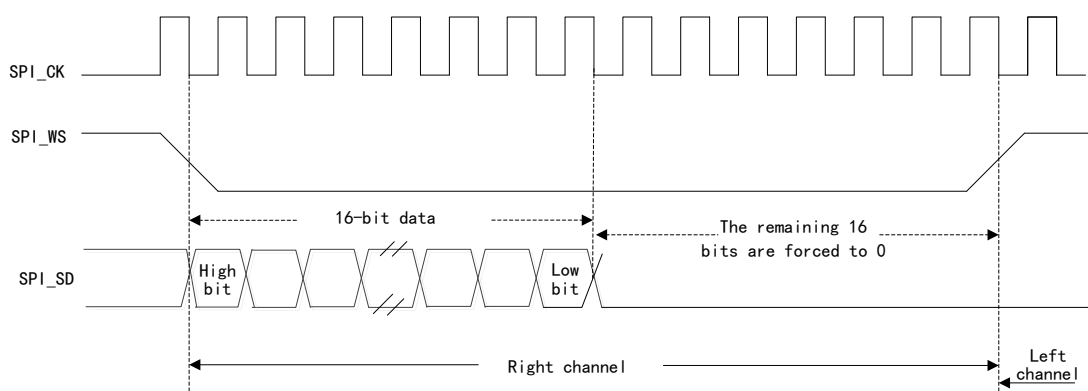 SPI_CK
SPI_WS
16-bit data
The remaining 16
bits are forced to 0
SPI_SD
High
bit
Low
bit
Right channel
Left
channel